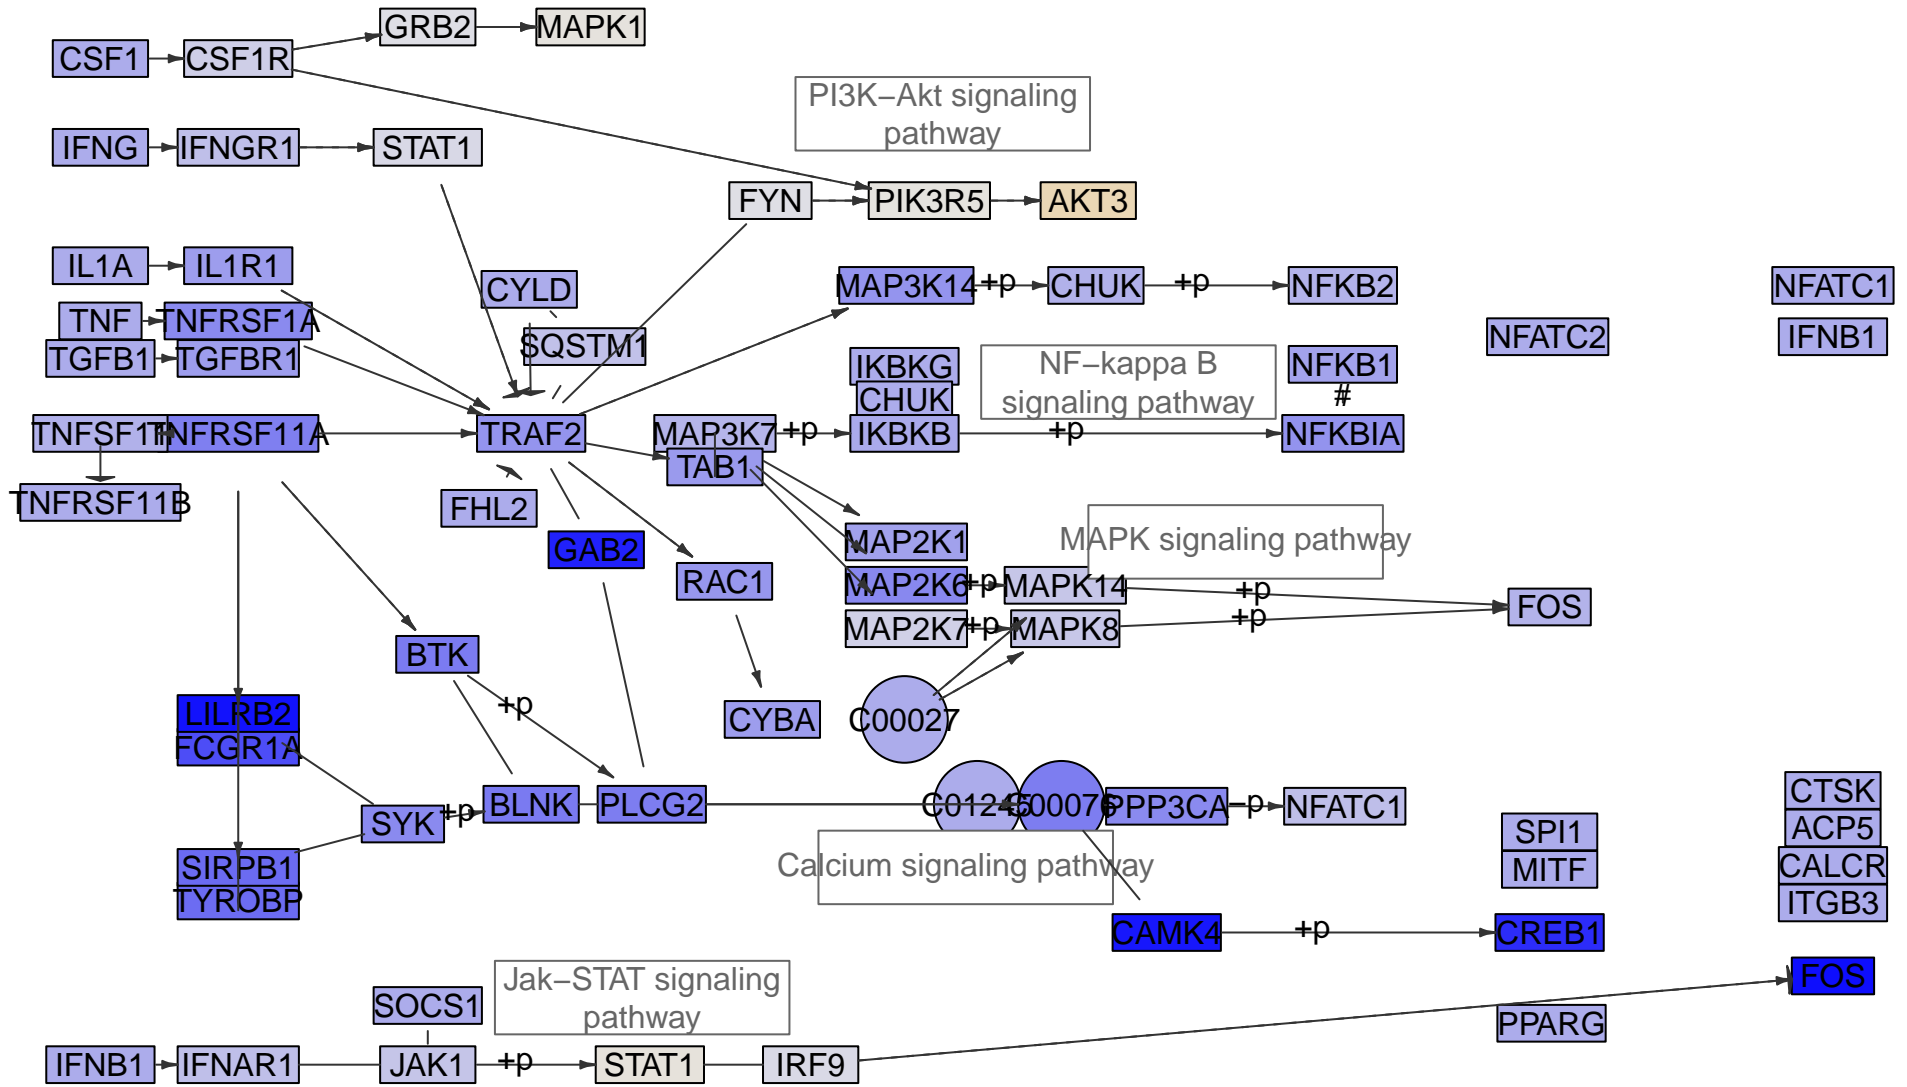 GRB2
MAPK1
CSF1
CSF1R
PI3K–Akt signaling
pathway
IFNG
IFNGR1
STAT1
FYN
PIK3R5
AKT3
IL1A
IL1R1
CYLD
MAP3K14
+p
CHUK
+p
NFKB2
NFATC1
TNF
TNFRSF1A
SQSTM1
NFATC2
IFNB1
TGFB1
TGFBR1
IKBKG
CHUK
NF–kappa B
signaling pathway
NFKB1
#
TNFRSF11A
TRAF2
MAP3K7
+p
IKBKB
+p
NFKBIA
TAB1
TNFRSF11B
FHL2
GAB2
RAC1
MAP2K1
MAPK signaling pathway
MAP2K6
+p
MAPK14
+p
FOS
MAP2K7
+p
MAPK8
+p
BTK
+p
LILRB2
FCGR1A
CYBA
C00027
SYK
+p
BLNK
PLCG2
C01245
C00076
PPP3CA
–p
NFATC1
CTSK
ACP5
CALCR
ITGB3
SPI1
MITF
SIRPB1
TYROBP
Calcium signaling pathway
CAMK4
+p
CREB1
FOS
Jak–STAT signaling
pathway
SOCS1
PPARG
IFNB1
IFNAR1
JAK1
+p
STAT1
IRF9